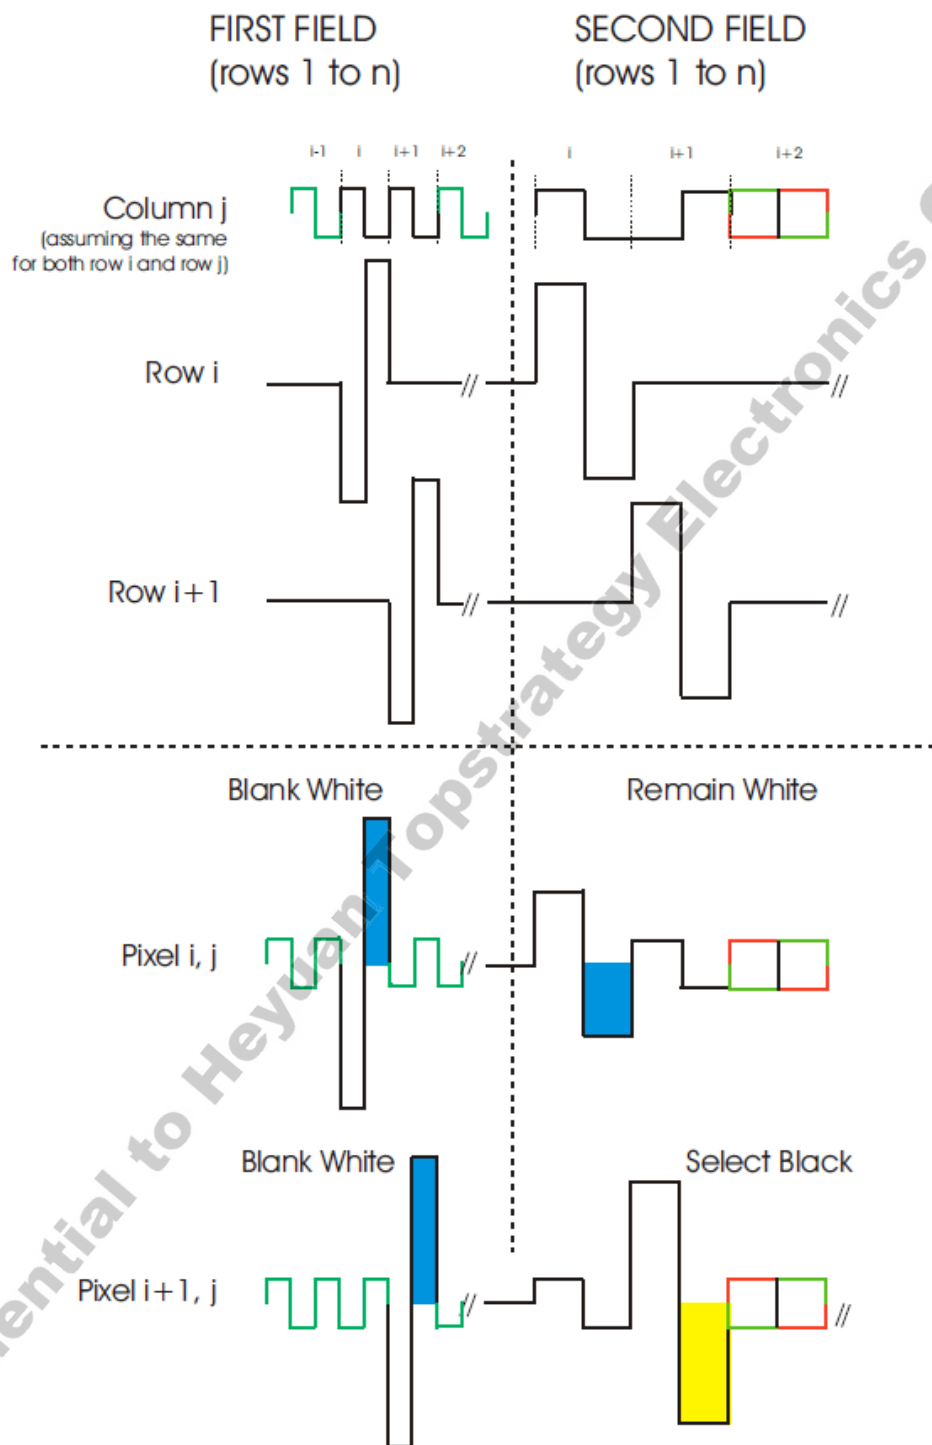 FIRST FIELD
(rows 1 to n)
SECOND FIELD
(rows 1 to n)
i-1 i i+1 i+2
i i+1 i+2
Column j
(assuming the same
for both row i and row j)
Row i
//
//
Row i+1
//
//
Blank White
Remain White
Pixel i, j
//
Blank White
Select Black
Pixel i+1, j
//
//
ential to Heyuan Topstrategy Electronics